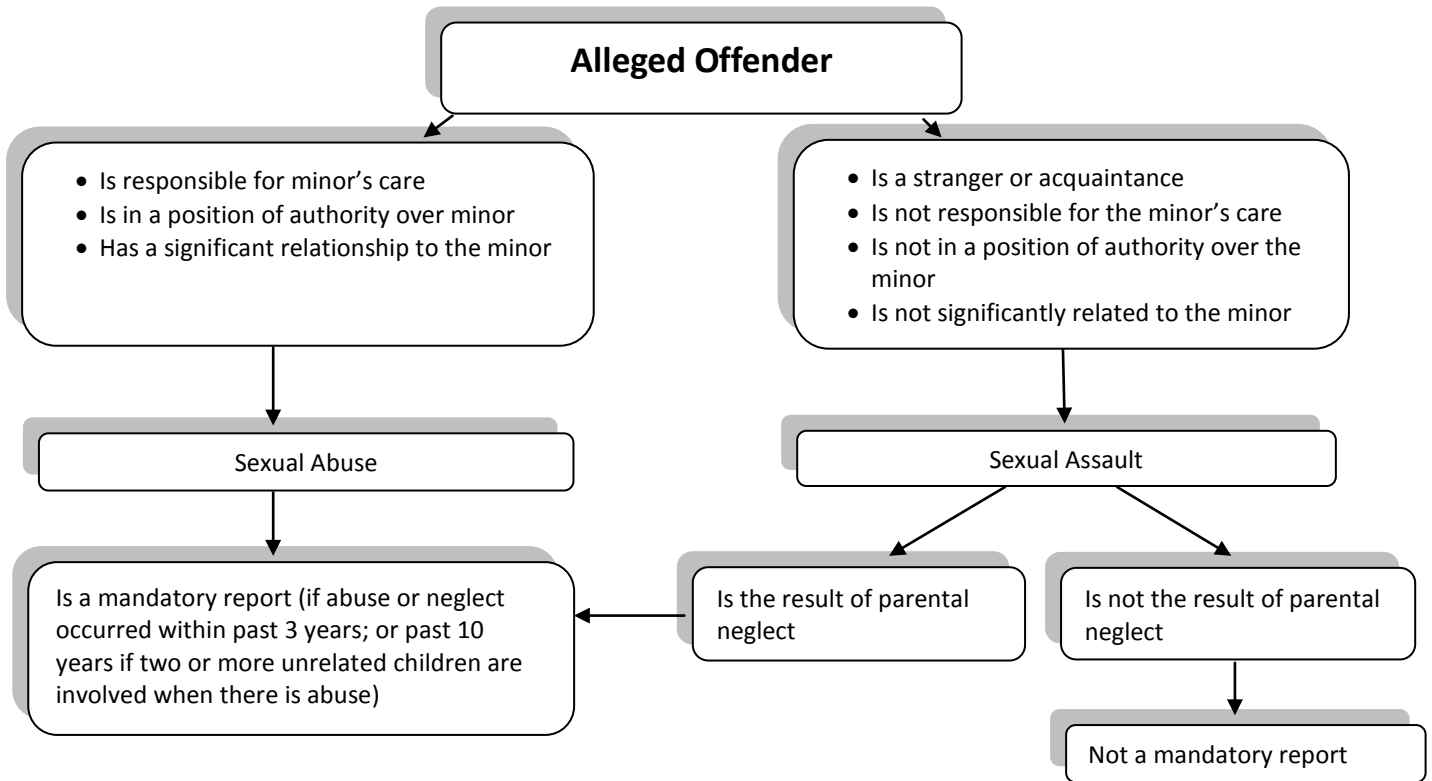 Alleged Offender
• Is responsible for minor’s care
• Is in a position of authority over minor
• Has a significant relationship to the minor
• Is a stranger or acquaintance
• Is not responsible for the minor’s care
• Is not in a position of authority over the
minor
• Is not significantly related to the minor
Sexual Abuse
Sexual Assault
Is a mandatory report (if abuse or neglect
occurred within past 3 years; or past 10
years if two or more unrelated children are
involved when there is abuse)
Is the result of parental
neglect
Is not the result of parental
neglect
Not a mandatory report